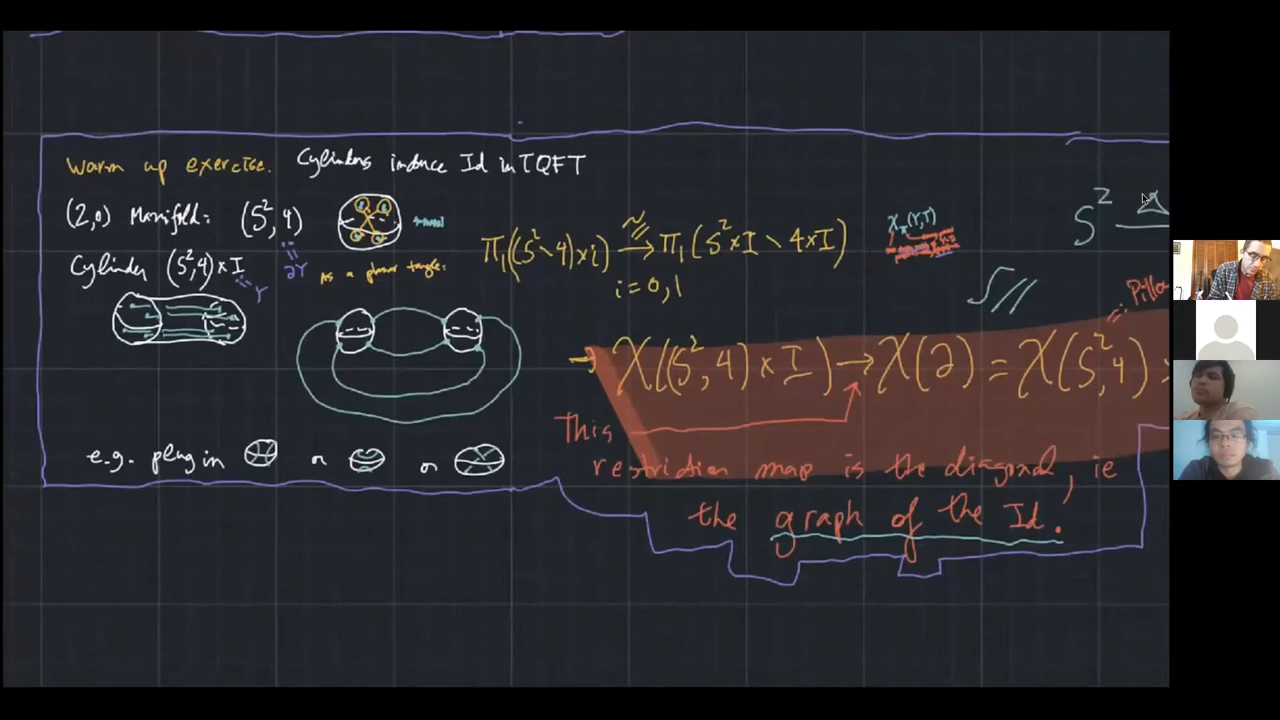 Warm up exercise. Cylinders induce Id in TQFT
(2,0) Manifold: (S², 4)
Cylinder (S², 4) × I
∂Y
Y
As a planar tangle:
e.g. plug in or or
π₁((S² \ 4) × i) ≅→ π₁(S² × I \ 4 × I)
i = 0, 1
χ_π(Y,T)
S²
⇒ χ((S², 4) × I) → χ(∂) = χ(S², 4) ×
This
restriction map is the diagonal, ie
the graph of the Id.